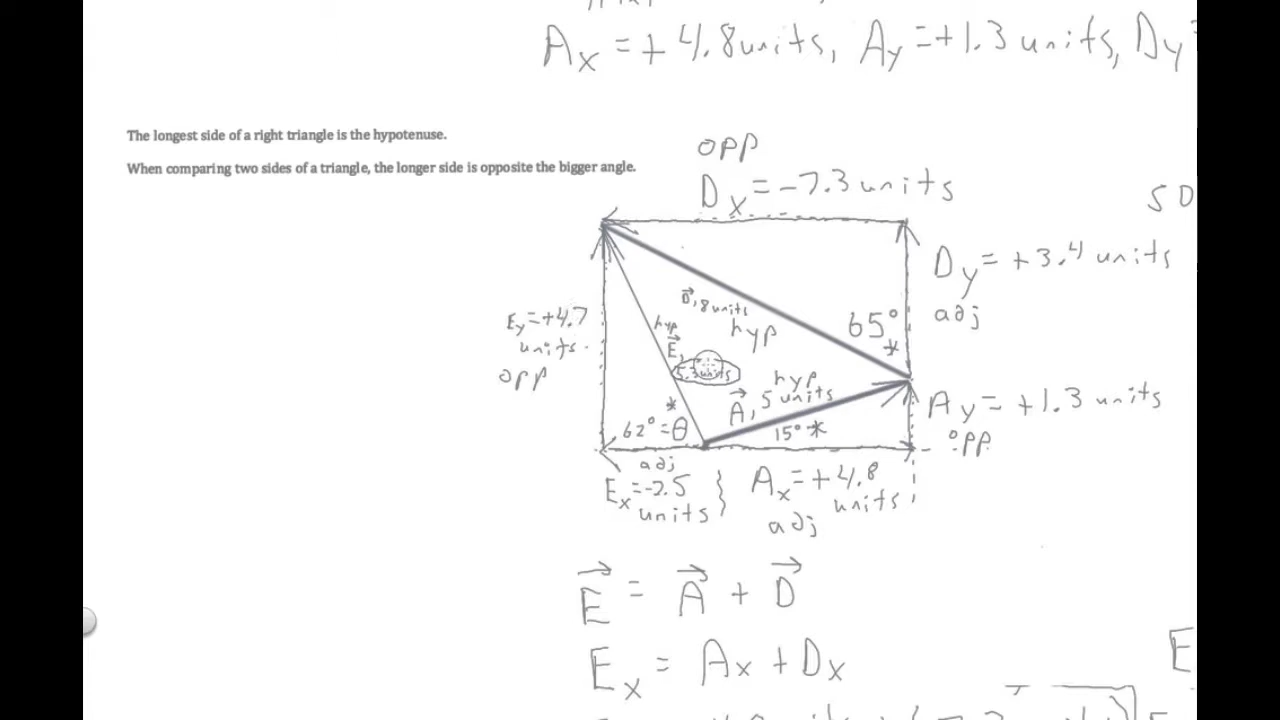 Ax = + 4.8 units, Ay = +1.3 units, Dy
The longest side of a right triangle is the hypotenuse.
When comparing two sides of a triangle, the longer side is opposite the bigger angle.
opp
Dx = -7.3 units
SO
Dy = +3.4 units
adj
65°
*
D, 8 units
hyp
Ey = +4.7
units
opp
hyp
E,
units
hyp
A, 5 units
15° *
*
62° = θ
Ay = +1.3 units
opp
adj
Ex = -2.5
units
Ax = +4.8
units
adj
E = A + D
Ex = Ax + Dx
E